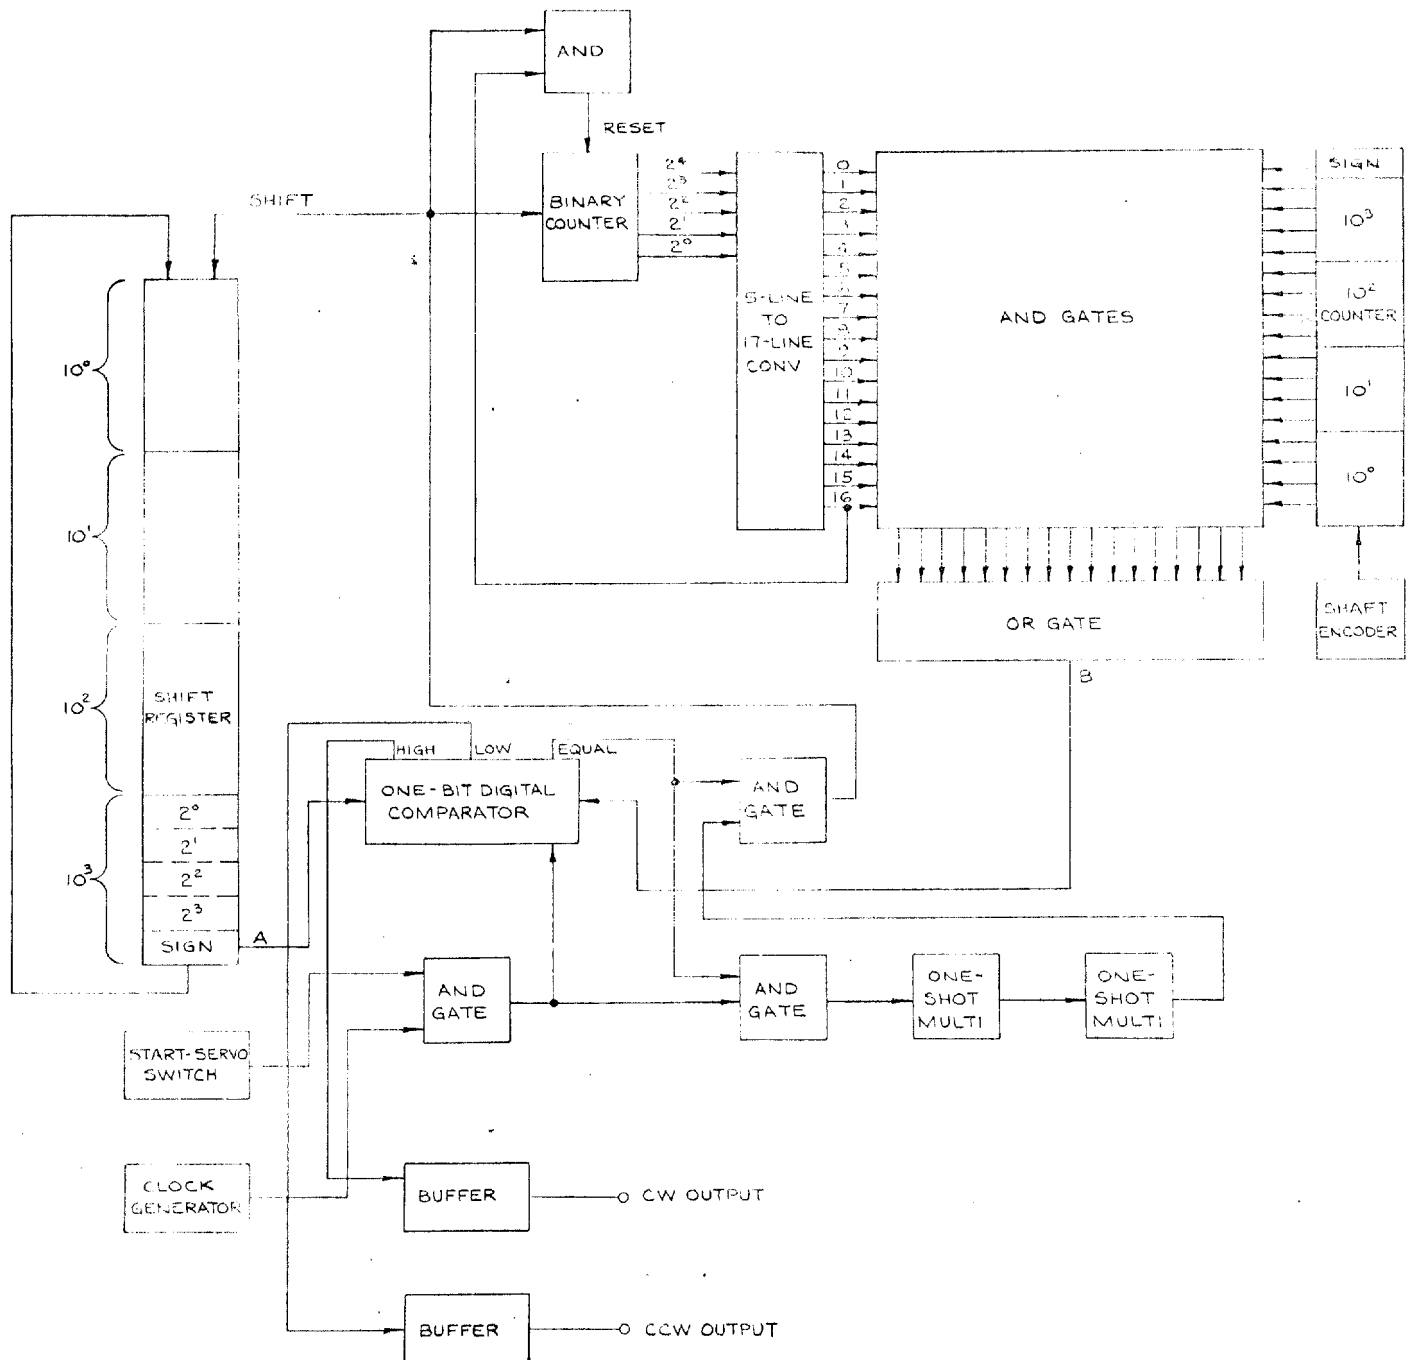 AND
RESET
SHIFT
BINARY
COUNTER
2⁴
2³
2²
2¹
2⁰
5-LINE
TO
17-LINE
CONV
0
1
2
3
4
5
6
7
8
9
10
11
12
13
14
15
16
AND GATES
SIGN
10³
10²
COUNTER
10¹
10⁰
SHAFT
ENCODER
OR GATE
B
10⁰
10¹
10²
10³
SHIFT
REGISTER
2⁰
2¹
2²
2³
SIGN
A
HIGH
LOW
EQUAL
ONE-BIT DIGITAL
COMPARATOR
AND
GATE
AND
GATE
AND
GATE
ONE-
SHOT
MULTI
ONE-
SHOT
MULTI
START-SERVO
SWITCH
CLOCK
GENERATOR
BUFFER
CW OUTPUT
BUFFER
CCW OUTPUT